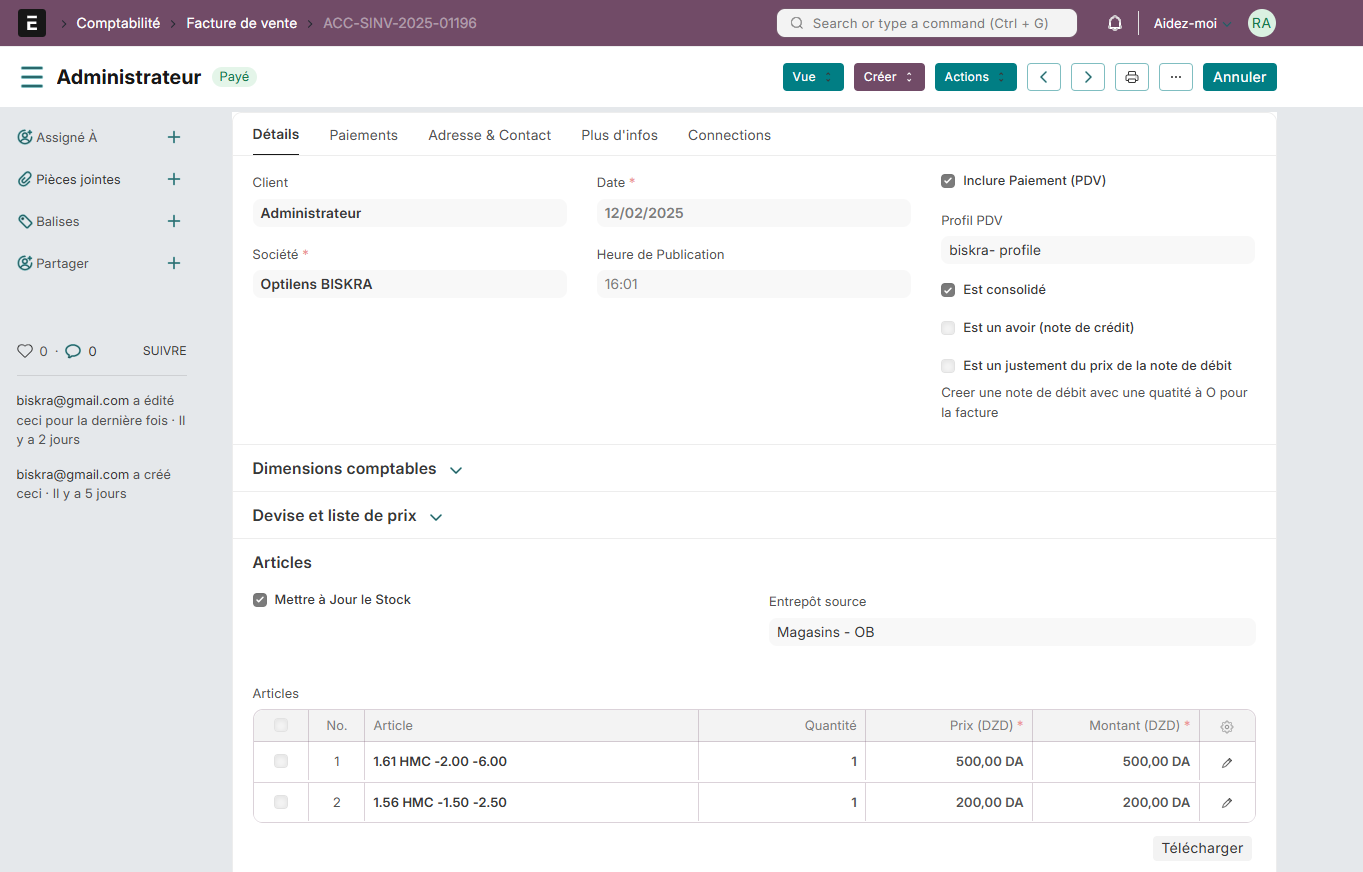 E
Comptabilité
Facture de vente
ACC-SINV-2025-01196
Search or type a command (Ctrl + G)
Aidez-moi
RA
Administrateur
Payé
Vue
Créer
Actions
...
Annuler
Assigné À
Pièces jointes
Balises
Partager
0 · 0
SUIVRE
biskra@gmail.com a édité
ceci pour la dernière fois · Il
y a 2 jours
biskra@gmail.com a créé
ceci · Il y a 5 jours
Détails
Paiements
Adresse & Contact
Plus d'infos
Connections
Client
Administrateur
Société *
Optilens BISKRA
Date *
12/02/2025
Heure de Publication
16:01
Inclure Paiement (PDV)
Profil PDV
biskra- profile
Est consolidé
Est un avoir (note de crédit)
Est un justement du prix de la note de débit
Creer une note de débit avec une quatité à O pour
la facture
Dimensions comptables
Devise et liste de prix
Articles
Mettre à Jour le Stock
Entrepôt source
Magasins - OB
Articles
No. Article Quantité Prix (DZD) * Montant (DZD) *
1 1.61 HMC -2.00 -6.00 1 500,00 DA 500,00 DA
2 1.56 HMC -1.50 -2.50 1 200,00 DA 200,00 DA
Télécharger